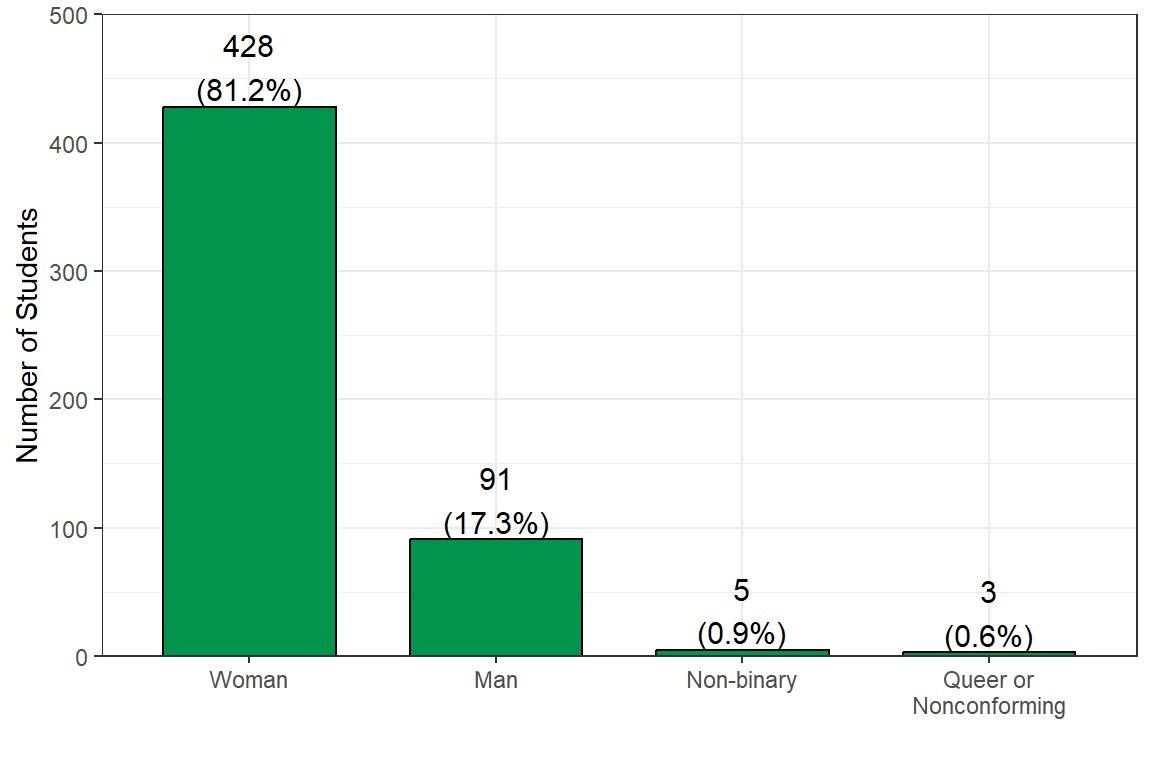 500
400
300
200
100
0
Number of Students
428
(81.2%)
91
(17.3%)
5
(0.9%)
3
(0.6%)
Woman
Man
Non-binary
Queer or
Nonconforming